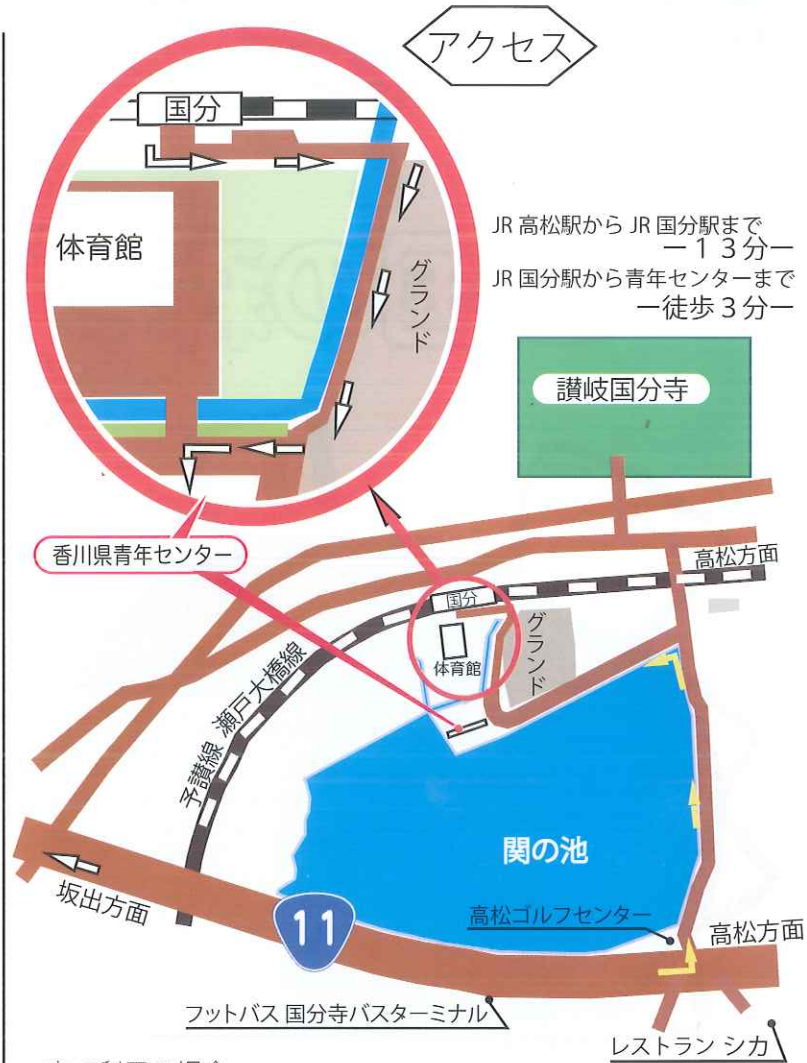 アクセス
国分
体育館
グランド
JR 高松駅から JR 国分駅まで
ー１３分ー
JR 国分駅から青年センターまで
ー徒歩３分ー
讃岐国分寺
香川県青年センター
高松方面
国分
グランド
体育館
予讃線 瀬戸大橋線
関の池
坂出方面
11
高松ゴルフセンター
高松方面
フットバス 国分寺バスターミナル
レストラン シカ